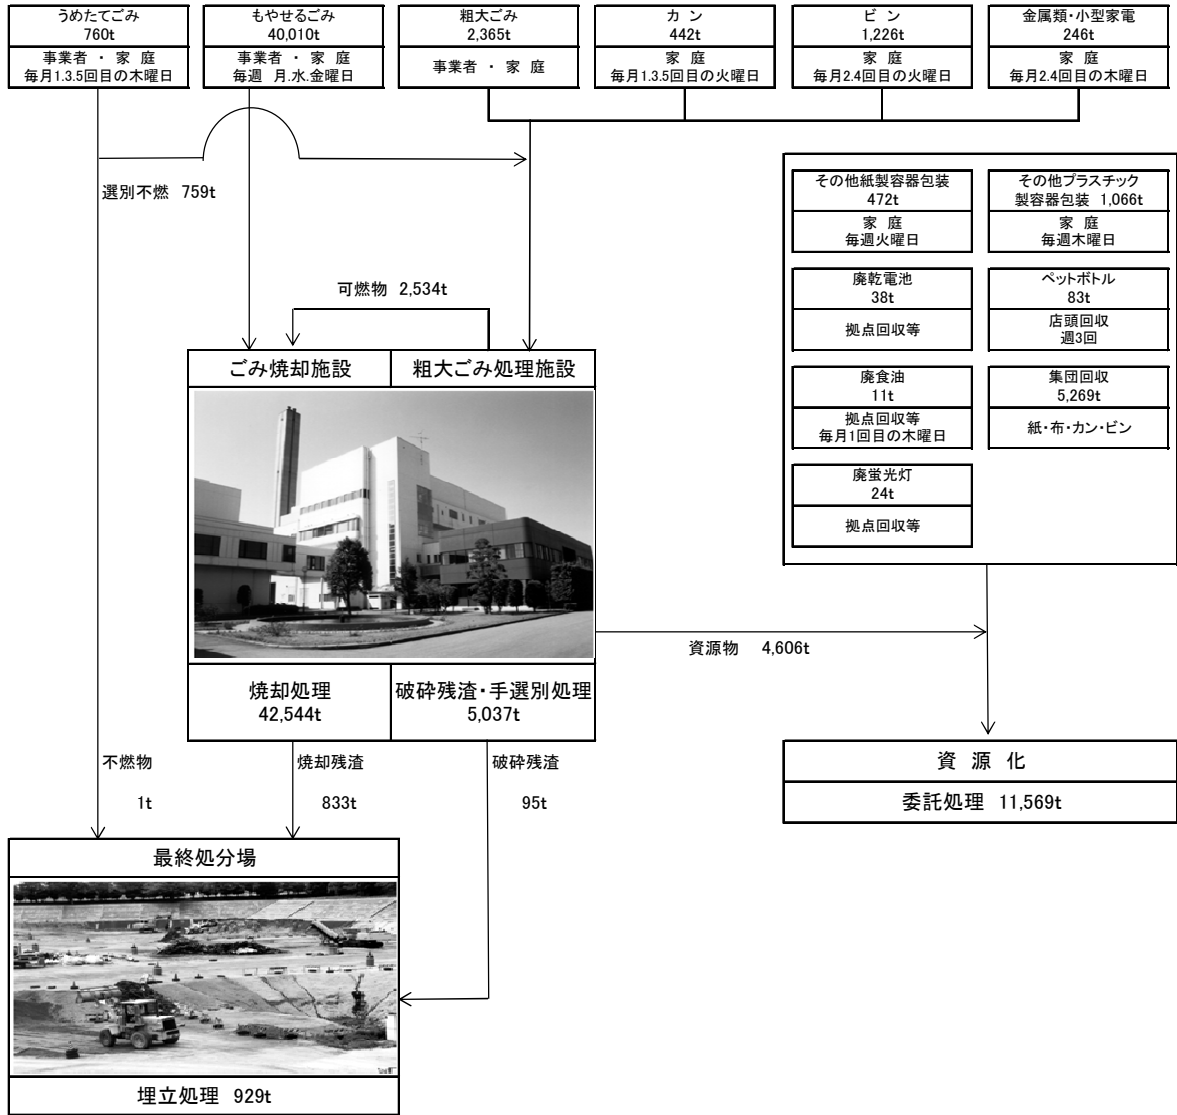 うめたてごみ
760t
事業者 ・ 家 庭
毎月1.3.5回目の木曜日
もやせるごみ
40,010t
事業者 ・ 家 庭
毎週 月.水.金曜日
粗大ごみ
2,365t
事業者 ・ 家 庭
カ ン
442t
家 庭
毎月1.3.5回目の火曜日
ビ ン
1,226t
家 庭
毎月2.4回目の火曜日
金属類・小型家電
246t
家 庭
毎月2.4回目の木曜日
選別不燃 759t
その他紙製容器包装
472t
家 庭
毎週火曜日
その他プラスチック
製容器包装 1,066t
家 庭
毎週木曜日
廃乾電池
38t
拠点回収等
ペットボトル
83t
店頭回収
週3回
廃食油
11t
拠点回収等
毎月1回目の木曜日
集団回収
5,269t
紙・布・カン・ビン
廃蛍光灯
24t
拠点回収等
可燃物 2,534t
ごみ焼却施設
粗大ごみ処理施設
焼却処理
42,544t
破砕残渣・手選別処理
5,037t
資源物 4,606t
資 源 化
委託処理 11,569t
不燃物
1t
焼却残渣
833t
破砕残渣
95t
最終処分場
埋立処理 929t